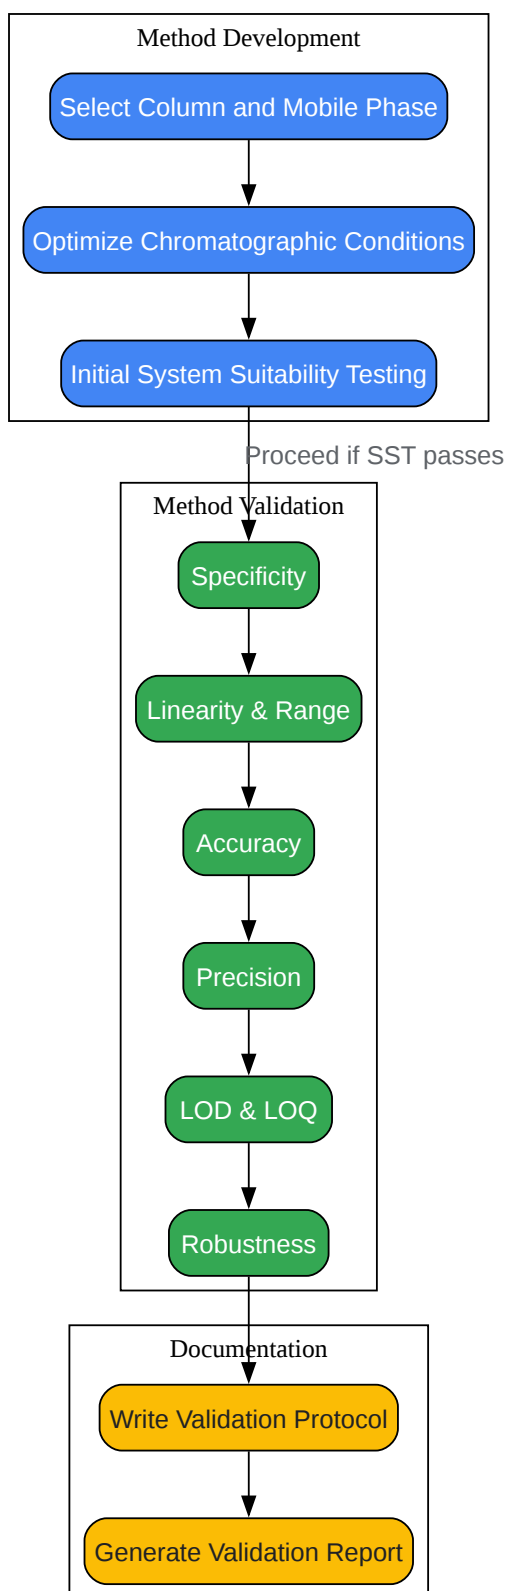 Method Development
Select Column and Mobile Phase
Optimize Chromatographic Conditions
Initial System Suitability Testing
Proceed if SST passes
Method Validation
Specificity
Linearity & Range
Accuracy
Precision
LOD & LOQ
Robustness
Documentation
Write Validation Protocol
Generate Validation Report